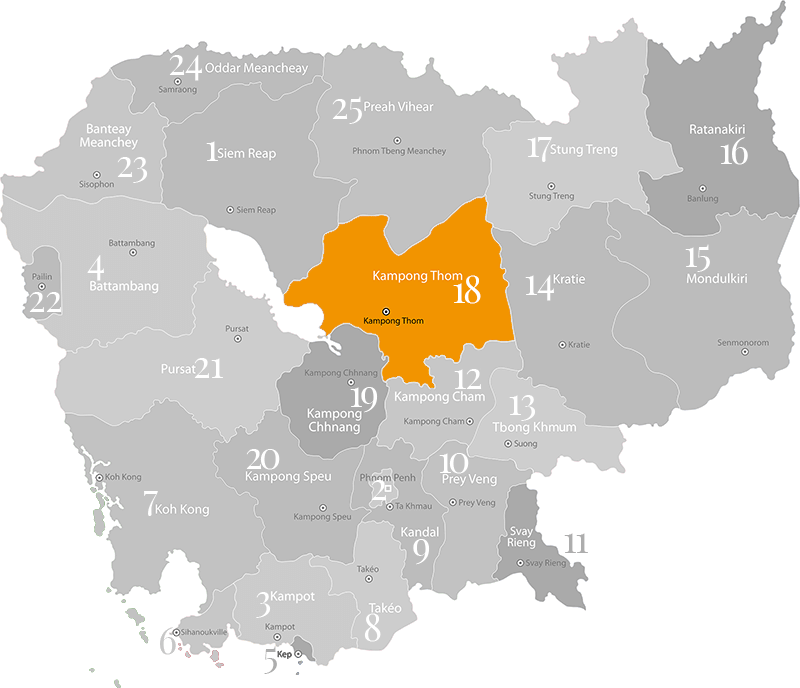 24 Oddar Meancheay
Samraong
25 Preah Vihear
Phnom Tbeng Meanchey
Banteay
Meanchey
23
Sisophon
1 Siem Reap
Siem Reap
17 Stung Treng
Stung Treng
Ratanakiri
16
Banlung
Battambang
4
Battambang
Pailin
22
Kampong Thom
18
Kampong Thom
14 Kratie
Kratie
15
Mondulkiri
Senmonorom
Pursat
Pursat 21
Kampong Chhnang
19
Kampong
Chhnang
12
Kampong Cham
Kampong Cham
13
Tbong Khmum
Suong
20
Kampong Speu
Kampong Speu
Phnom Penh
2
Ta Khmau
Kandal
9
10
Prey Veng
Prey Veng
Svay
Rieng
11
Svay Rieng
Koh Kong
7 Koh Kong
Takéo
Takéo
8
3 Kampot
Kampot
6 Sihanoukville
5 Kep